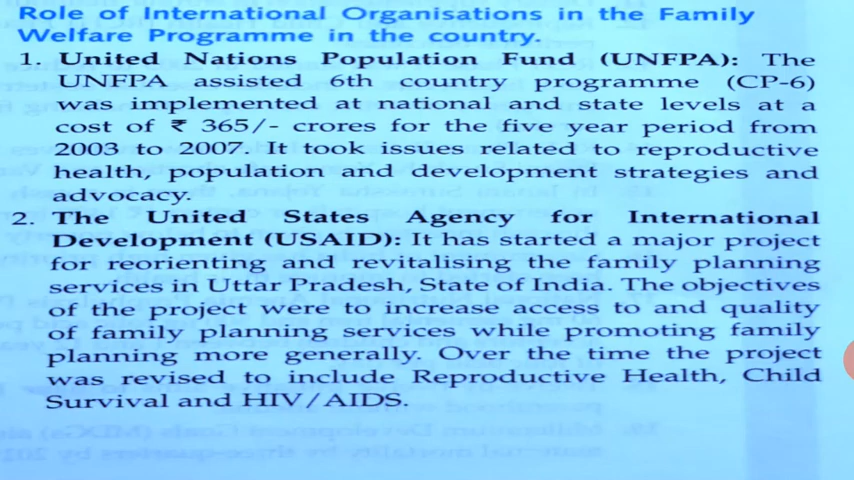 Role of International Organisations in the Family
Welfare Programme in the country.
1. United Nations Population Fund (UNFPA): The
UNFPA assisted 6th country programme (CP-6)
was implemented at national and state levels at a
cost of ₹ 365/- crores for the five year period from
2003 to 2007. It took issues related to reproductive
health, population and development strategies and
advocacy.
2. The United States Agency for International
Development (USAID): It has started a major project
for reorienting and revitalising the family planning
services in Uttar Pradesh, State of India. The objectives
of the project were to increase access to and quality
of family planning services while promoting family
planning more generally. Over the time the project
was revised to include Reproductive Health, Child
Survival and HIV/AIDS.